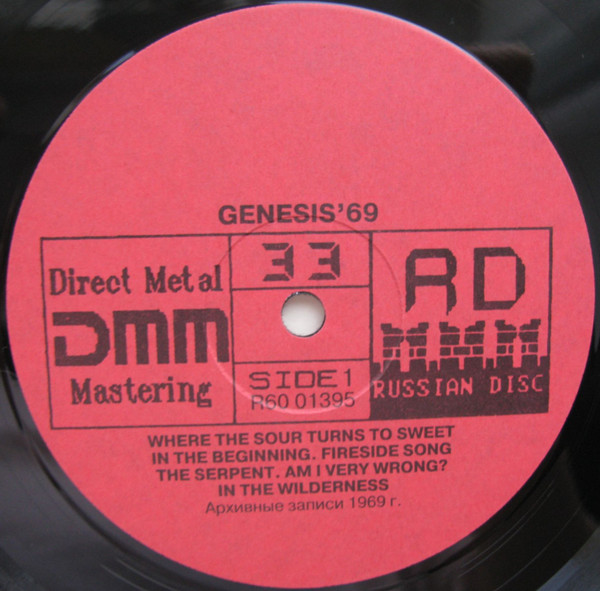 GENESIS'69
Direct Metal
DMM
Mastering
33
SIDE 1
R60 01395
RD
RUSSIAN DISC
WHERE THE SOUR TURNS TO SWEET
IN THE BEGINNING. FIRESIDE SONG
THE SERPENT. AM I VERY WRONG?
IN THE WILDERNESS
Архивные записи 1969 г.